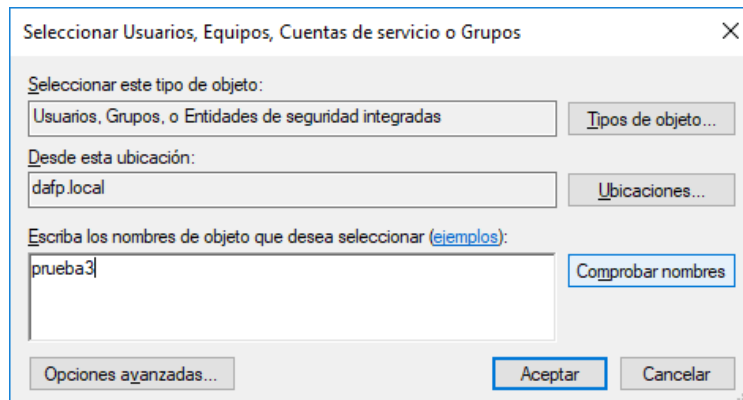 Seleccionar Usuarios, Equipos, Cuentas de servicio o Grupos
Seleccionar este tipo de objeto:
Usuarios, Grupos, o Entidades de seguridad integradas
Tipos de objeto...
Desde esta ubicación:
dafp.local
Ubicaciones...
Escriba los nombres de objeto que desea seleccionar (ejemplos):
prueba3
Comprobar nombres
Opciones avanzadas...
Aceptar
Cancelar